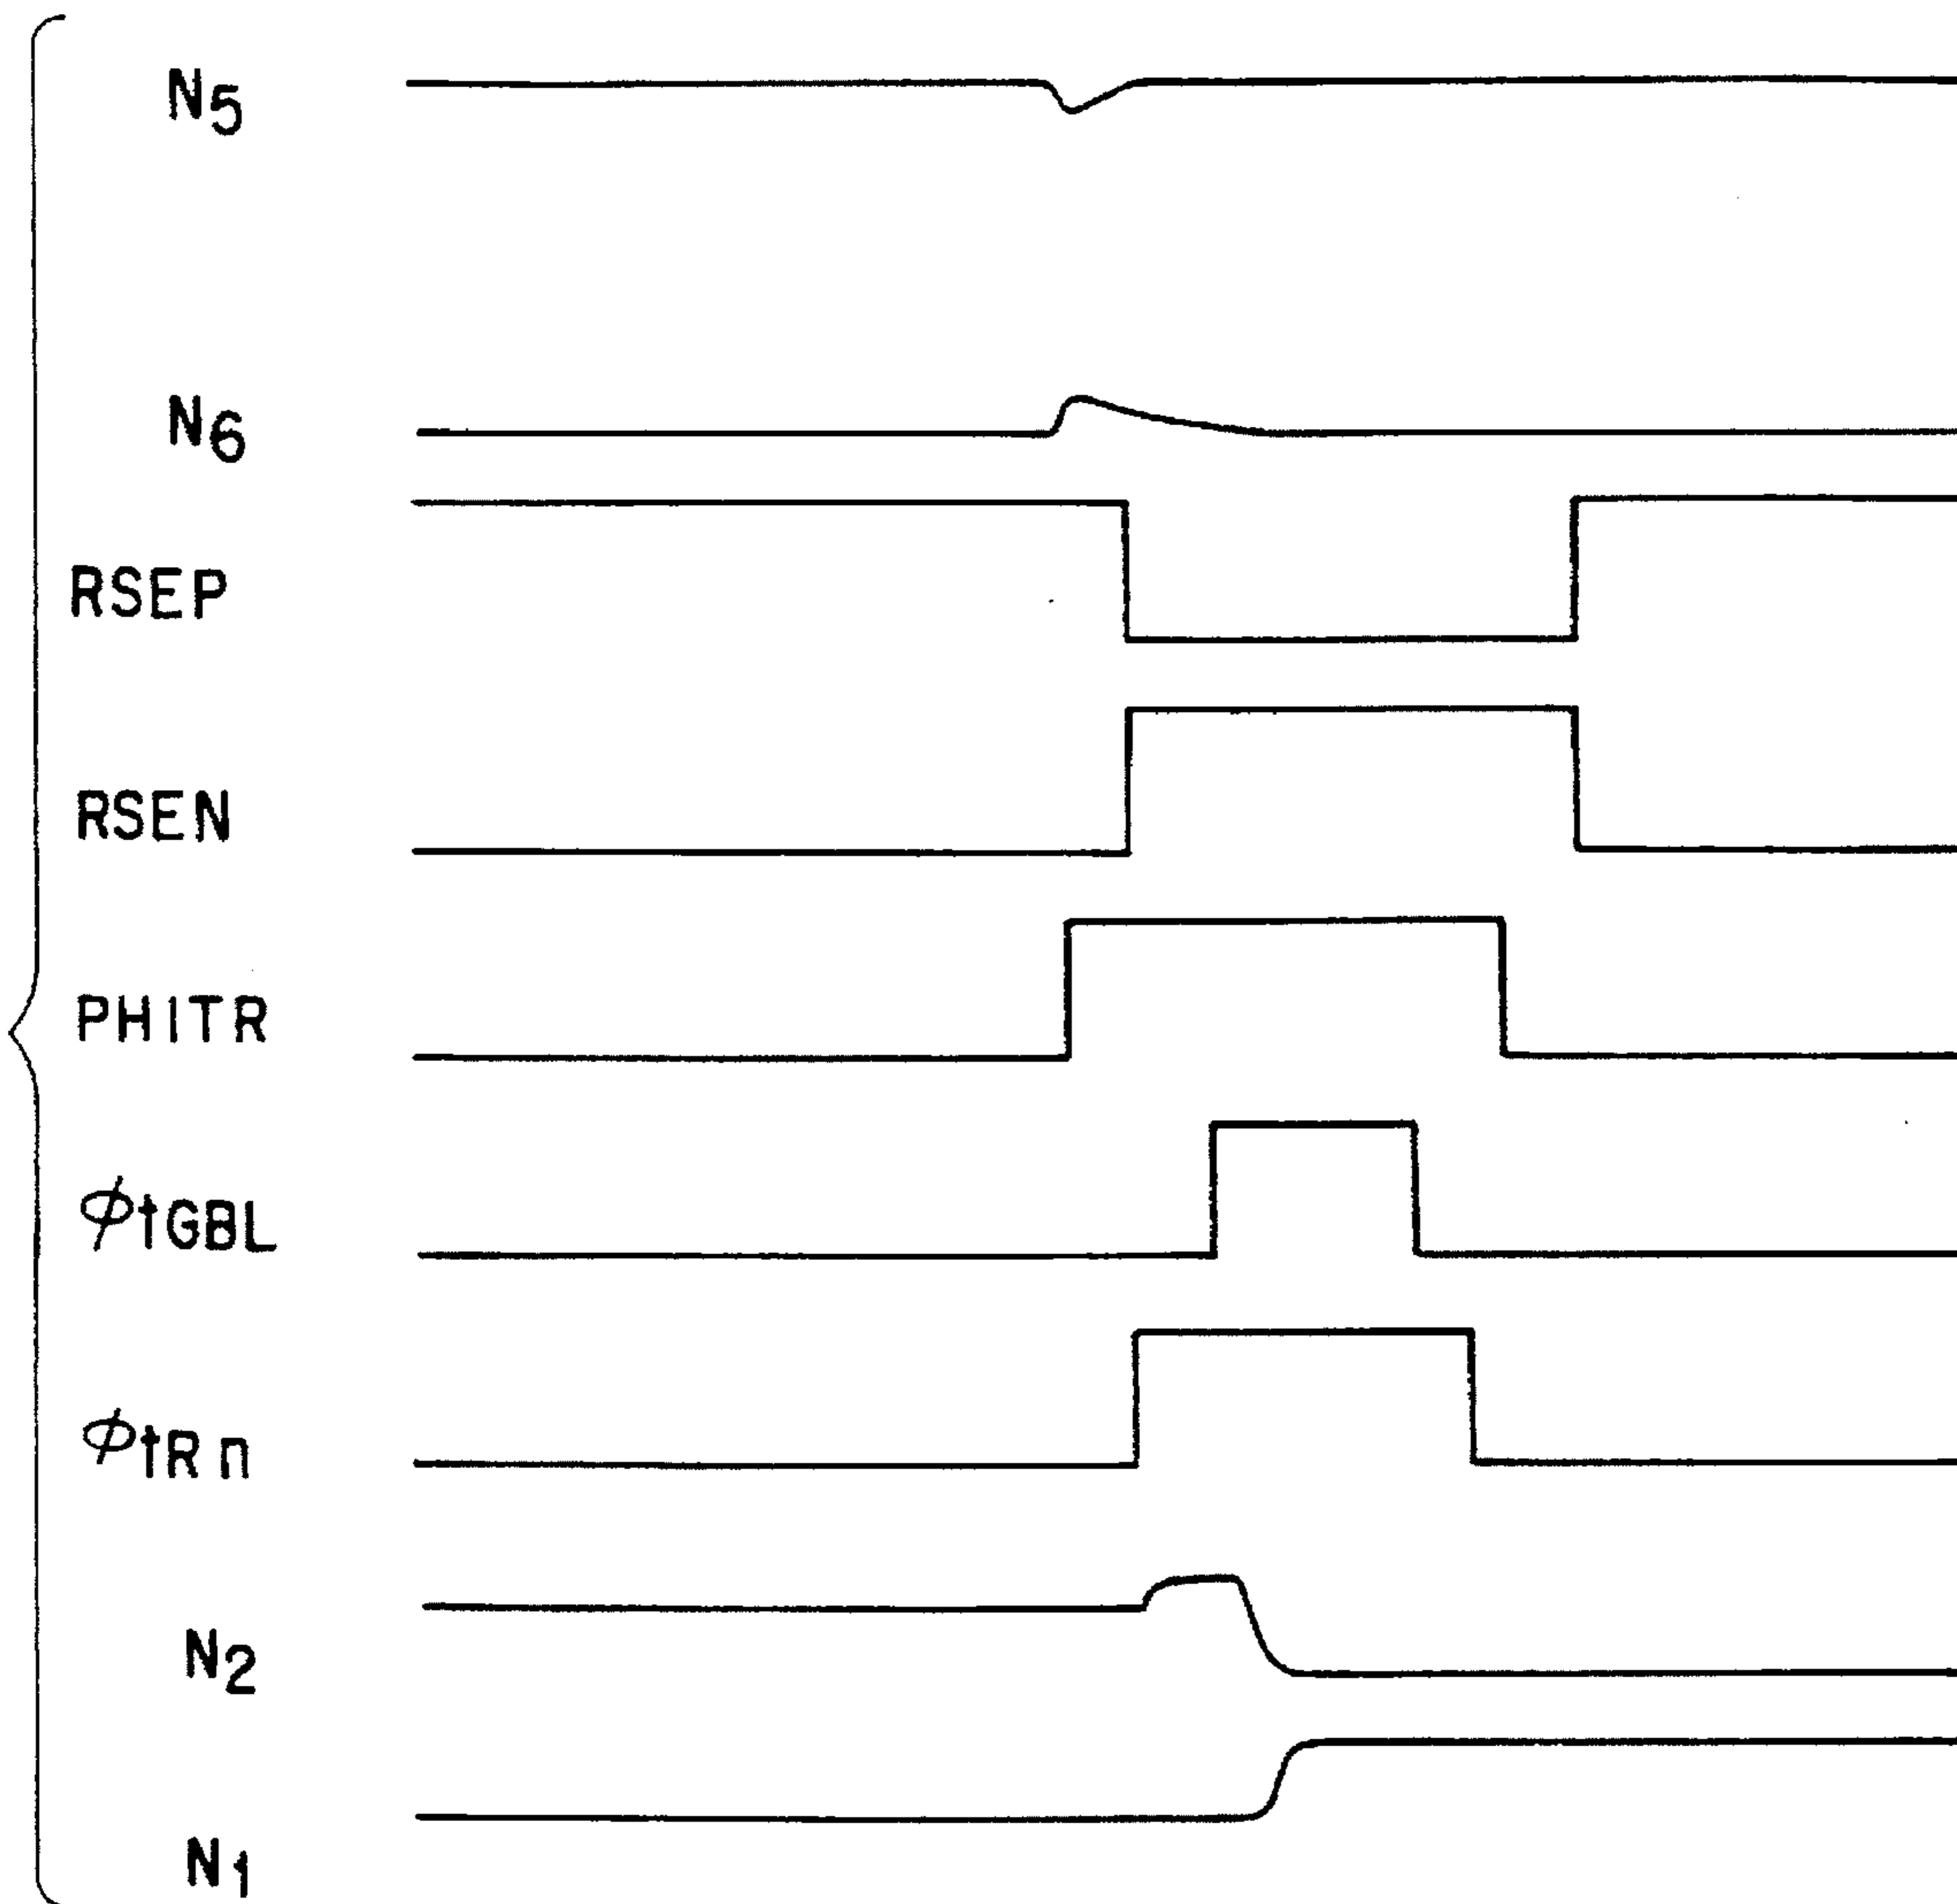 N5
N6
RSEP
RSEN
PHITR
φtGBL
φtRn
N2
N1